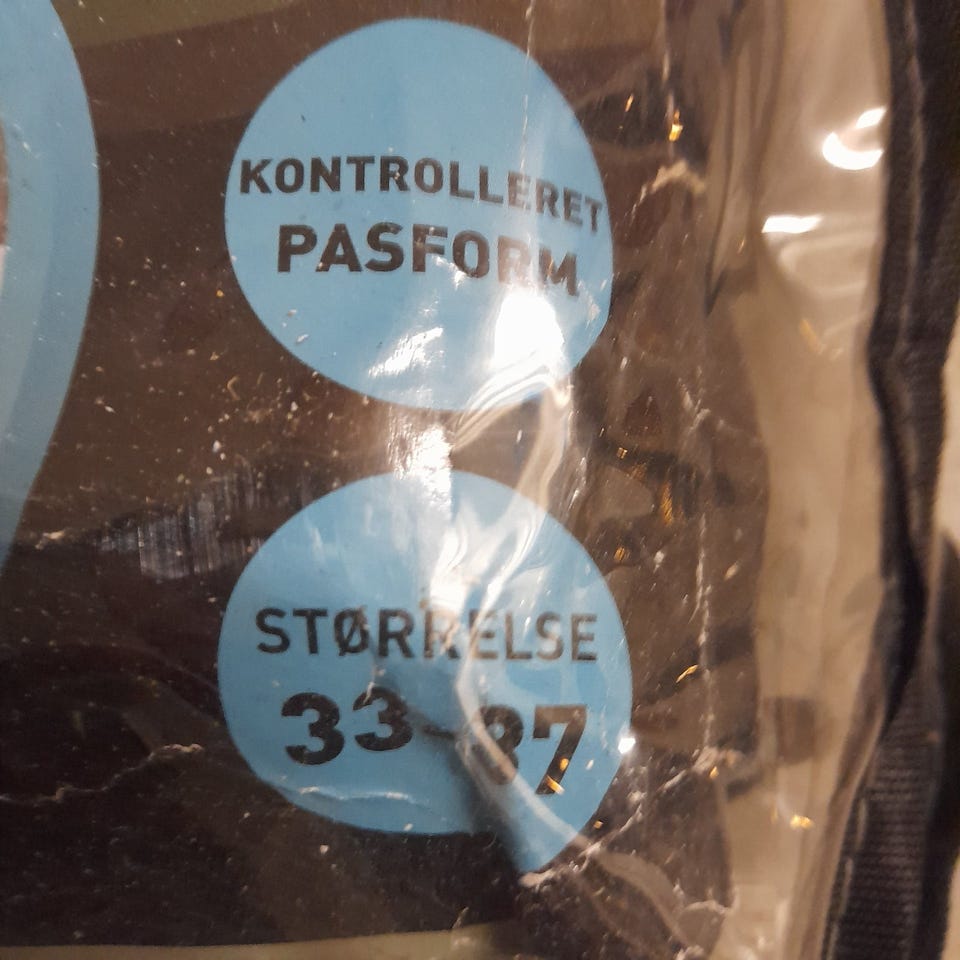 KONTROLLERET
PASFORM
STØRRELSE
33-37